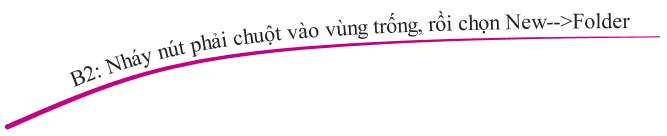 B2: Nháy nút phải chuột vào vùng trống, rồi chọn New-->Folder